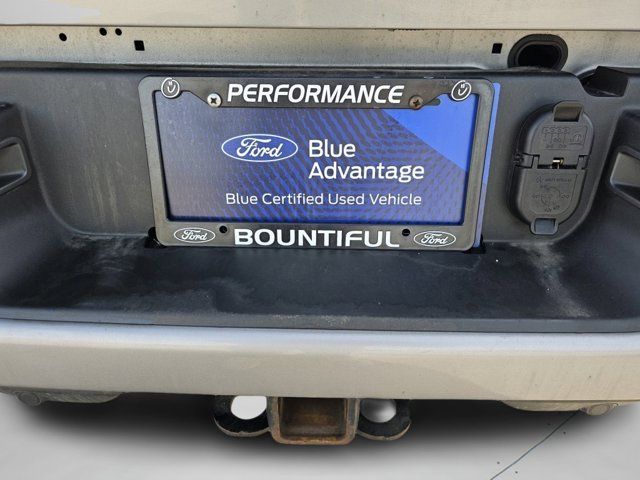 PERFORMANCE
Ford
Blue
Advantage
Blue Certified Used Vehicle
Ford BOUNTIFUL Ford